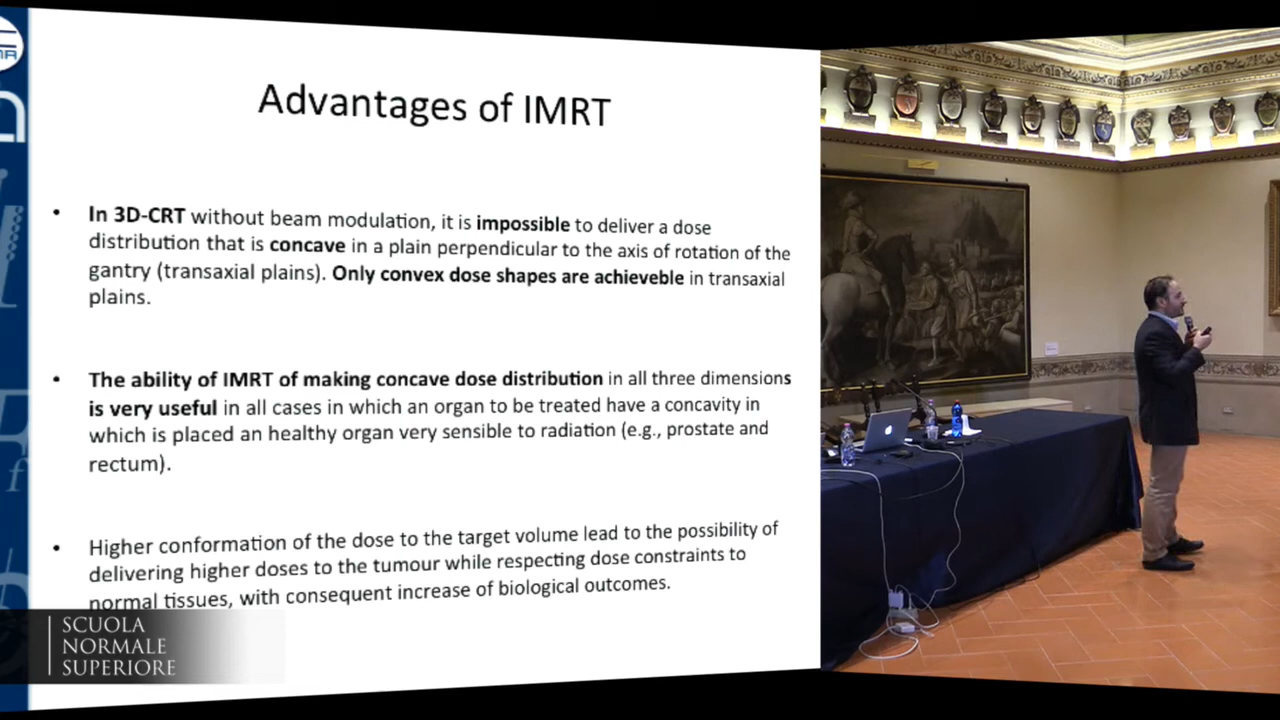 Advantages of IMRT
• In 3D-CRT without beam modulation, it is impossible to deliver a dose
distribution that is concave in a plain perpendicular to the axis of rotation of the
gantry (transaxial plains). Only convex dose shapes are achieveble in transaxial
plains.
• The ability of IMRT of making concave dose distribution in all three dimensions
is very useful in all cases in which an organ to be treated have a concavity in
which is placed an healthy organ very sensible to radiation (e.g., prostate and
rectum).
• Higher conformation of the dose to the target volume lead to the possibility of
delivering higher doses to the tumour while respecting dose constraints to
normal tissues, with consequent increase of biological outcomes.
SCUOLA
NORMALE
SUPERIORE